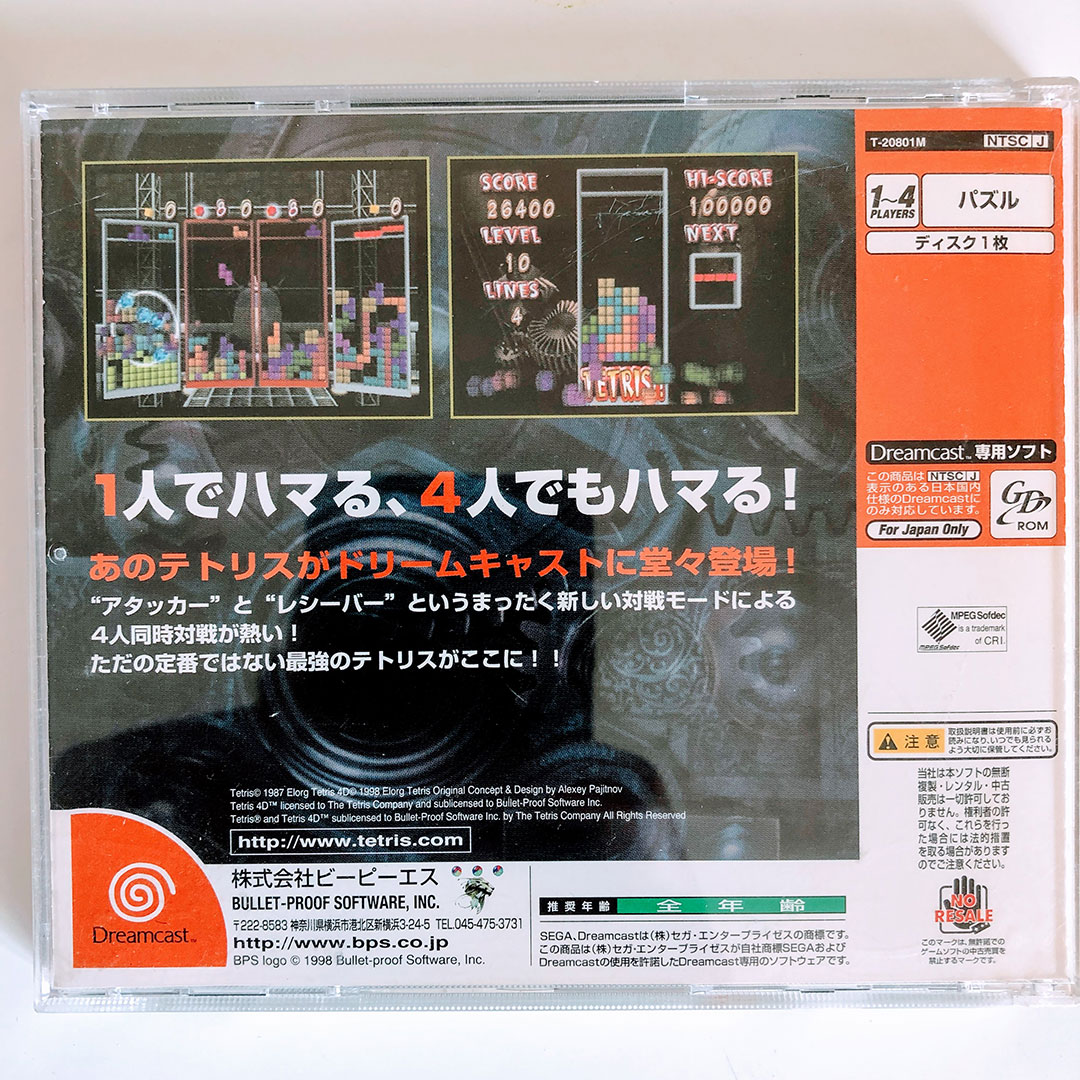 0 80 80 0
SCORE
26400
LEVEL
10
LINES
4
TETRIS!
HI-SCORE
100000
NEXT
T-20801M NTSC J
1~4
PLAYERS
パズル
ディスク1枚
1人でハマる、4人でもハマる!
あのテトリスがドリームキャストに堂々登場!
“アタッカー”と“レシーバー”というまったく新しい対戦モードによる
4人同時対戦が熱い!
ただの定番ではない最強のテトリスがここに!!
Dreamcast™ 専用ソフト
この商品は NTSC J
表示のある日本国内
仕様のDreamcastに
のみ対応しています。
For Japan Only
GD
ROM
MPEG Sofdec
is a trademark
of CRI.
MPEG Sofdec
注意
取扱説明書は使用前に必ずお
読みになり、いつでも見られる
よう大切に保管してください。
当社は本ソフトの無断
複製・レンタル・中古
販売は一切許可してお
りません。権利者の許
可なく、これらを行っ
た場合には法的措置
を取る場合があります
のでご注意ください。
NO
RESALE
このマークは、無許諾での
ゲームソフトの中古売買を
禁止するマークです。
Tetris© 1987 Elorg Tetris 4D© 1998 Elorg Tetris Original Concept & Design by Alexey Pajitnov
Tetris 4D™ licensed to The Tetris Company and sublicensed to Bullet-Proof Software Inc.
Tetris® and Tetris 4D™ sublicensed to Bullet-Proof Software Inc. by The Tetris Company All Rights Reserved
http://www.tetris.com
Dreamcast™
株式会社ビーピーエス
BULLET-PROOF SOFTWARE, INC.
〒222-8583 神奈川県横浜市港北区新横浜3-24-5 TEL.045-475-3731
http://www.bps.co.jp
BPS logo © 1998 Bullet-proof Software, Inc.
推奨年齢 全年齢
SEGA、Dreamcastは(株)セガ・エンタープライゼスの商標です。
この商品は(株)セガ・エンタープライゼスが自社商標SEGAおよび
Dreamcastの使用を許諾したDreamcast専用のソフトウェアです。